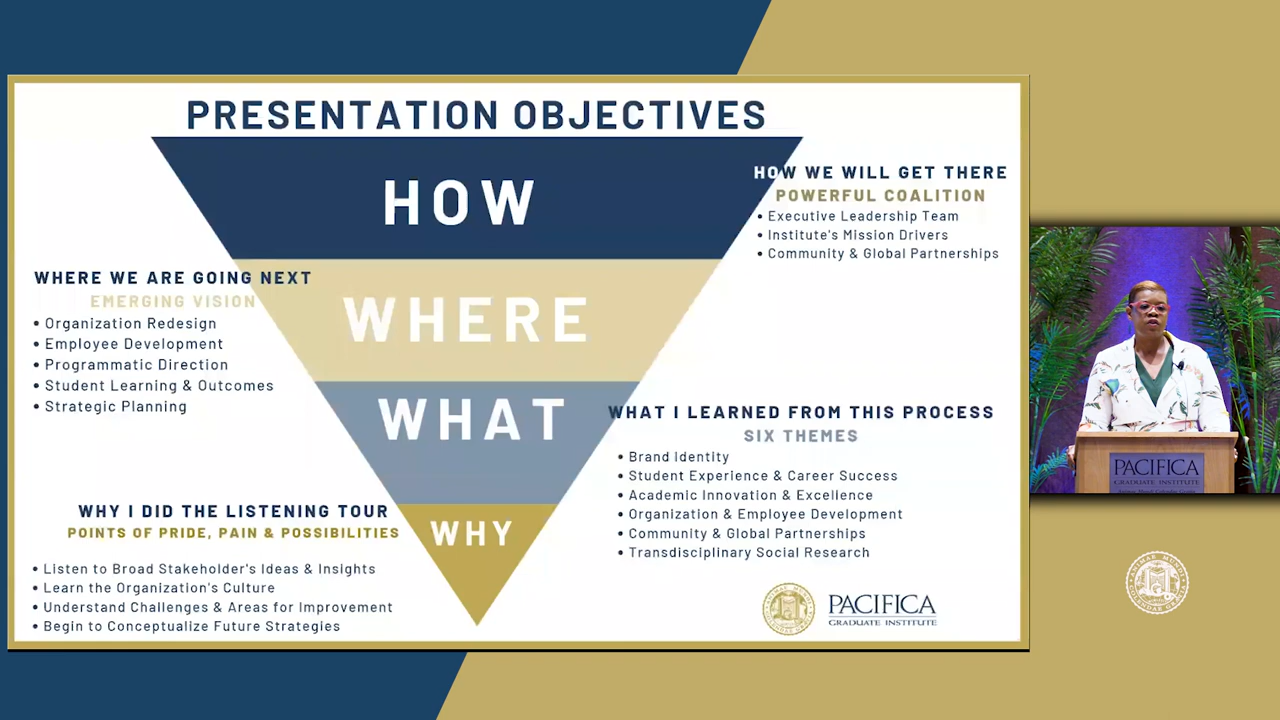 PRESENTATION OBJECTIVES
HOW
WHERE
WHAT
WHY
HOW WE WILL GET THERE
POWERFUL COALITION
• Executive Leadership Team
• Institute's Mission Drivers
• Community & Global Partnerships
WHERE WE ARE GOING NEXT
EMERGING VISION
• Organization Redesign
• Employee Development
• Programmatic Direction
• Student Learning & Outcomes
• Strategic Planning
WHAT I LEARNED FROM THIS PROCESS
SIX THEMES
• Brand Identity
• Student Experience & Career Success
• Academic Innovation & Excellence
• Organization & Employee Development
• Community & Global Partnerships
• Transdisciplinary Social Research
WHY I DID THE LISTENING TOUR
POINTS OF PRIDE, PAIN & POSSIBILITIES
• Listen to Broad Stakeholder's Ideas & Insights
• Learn the Organization's Culture
• Understand Challenges & Areas for Improvement
• Begin to Conceptualize Future Strategies
PACIFICA
GRADUATE INSTITUTE
PACIFICA
GRADUATE INSTITUTE
ANIMAE MUNDI
COLENDAE GRATIA